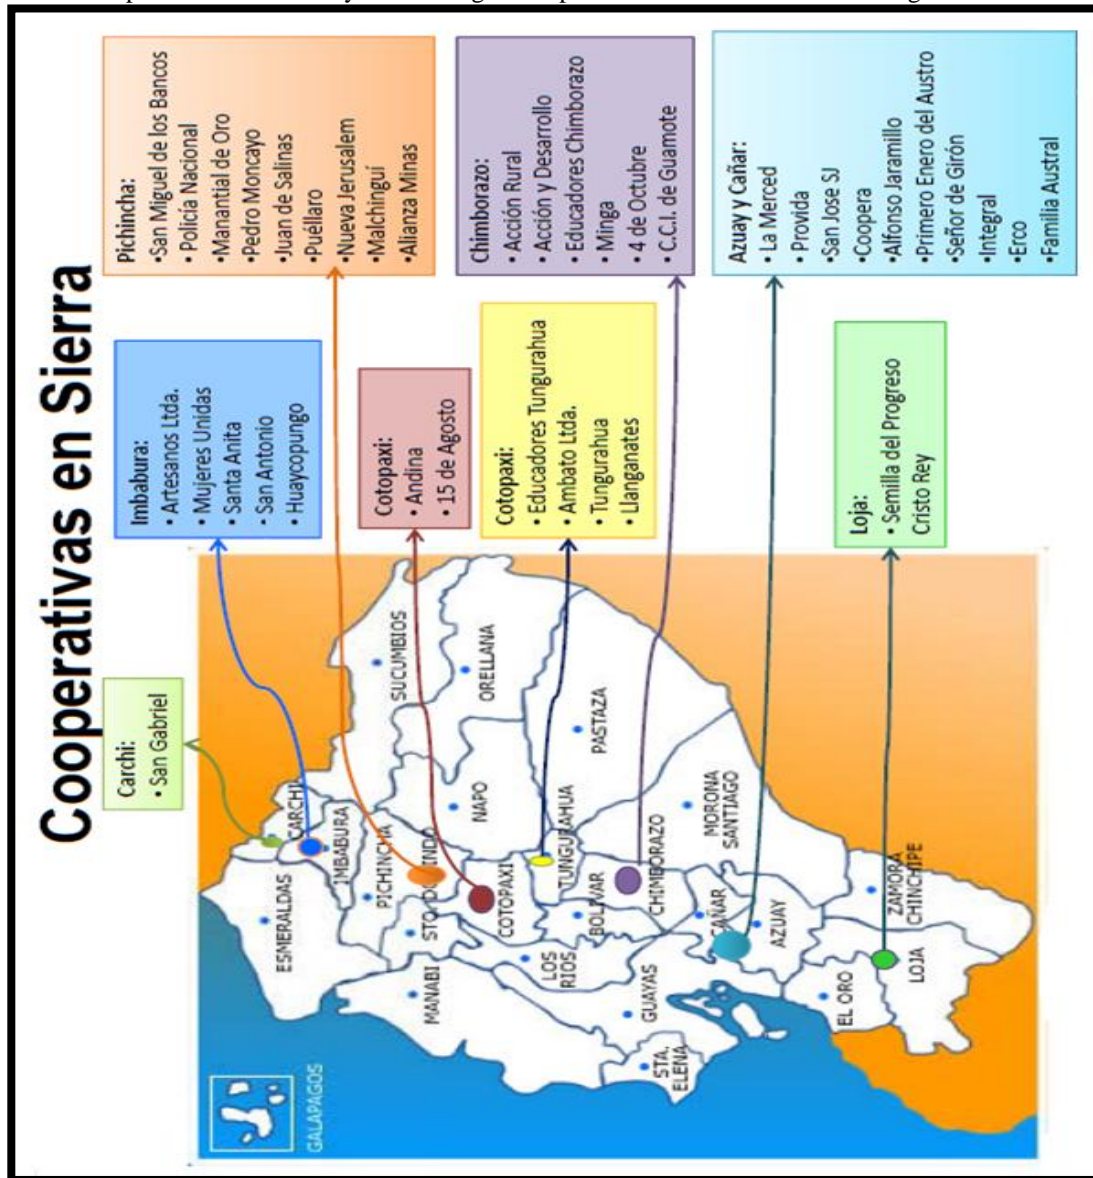 Cooperativas en Sierra
Carchi:
• San Gabriel
Imbabura:
• Artesanos Ltda.
• Mujeres Unidas
• Santa Anita
• San Antonio
• Huaycopungo
Pichincha:
•San Miguel de los Bancos
•Policía Nacional
•Manantial de Oro
•Pedro Moncayo
•Juan de Salinas
•Puéllaro
•Nueva Jerusalem
•Malchinguí
•Alianza Minas
Cotopaxi:
• Andina
• 15 de Agosto
Cotopaxi:
• Educadores Tungurahua
• Ambato Ltda.
• Tungurahua
• Llanganates
Chimborazo:
• Acción Rural
• Acción y Desarrollo
• Educadores Chimborazo
• Minga
• 4 de Octubre
• C.C.I. de Guamote
Azuay y Cañar:
•La Merced
•Provida
•San Jose SJ
•Coopera
•Alfonso Jaramillo
•Primero Enero del Austro
•Señor de Girón
•Integral
•Erco
•Familia Austral
Loja:
• Semilla del Progreso
Cristo Rey
GALAPAGOS
ESMERALDAS
CARCHI
IMBABURA
PICHINCHA
SUCUMBIOS
MANABI
NAPO
ORELLANA
COTOPAXI
LOS
RIOS
TUNGURAHUA
PASTAZA
BOLIVAR
STA.
ELENA
GUAYAS
CHIMBORAZO
MORONA
SANTIAGO
CAÑAR
AZUAY
EL ORO
LOJA
ZAMORA
CHINCHIPE